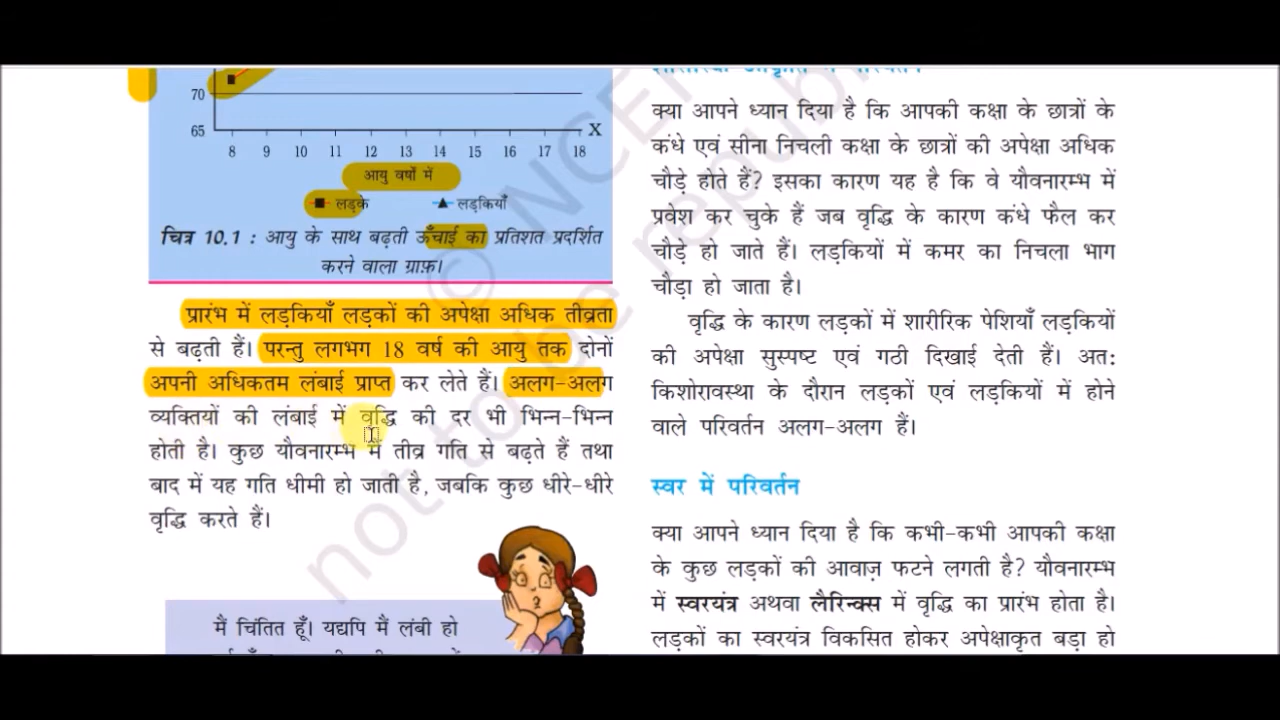 70
65
X
8 9 10 11 12 13 14 15 16 17 18
आयु वर्षों में
लड़के लड़कियाँ
चित्र 10.1 : आयु के साथ बढ़ती ऊँचाई का प्रतिशत प्रदर्शित
करने वाला ग्राफ़।
प्रारंभ में लड़कियाँ लड़कों की अपेक्षा अधिक तीव्रता
से बढ़ती हैं। परन्तु लगभग 18 वर्ष की आयु तक दोनों
अपनी अधिकतम लंबाई प्राप्त कर लेते हैं। अलग-अलग
व्यक्तियों की लंबाई में वृद्धि की दर भी भिन्न-भिन्न
होती है। कुछ यौवनारम्भ में तीव्र गति से बढ़ते हैं तथा
बाद में यह गति धीमी हो जाती है, जबकि कुछ धीरे-धीरे
वृद्धि करते हैं।
मैं चिंतित हूँ। यद्यपि मैं लंबी हो
क्या आपने ध्यान दिया है कि आपकी कक्षा के छात्रों के
कंधे एवं सीना निचली कक्षा के छात्रों की अपेक्षा अधिक
चौड़े होते हैं? इसका कारण यह है कि वे यौवनारम्भ में
प्रवेश कर चुके हैं जब वृद्धि के कारण कंधे फैल कर
चौड़े हो जाते हैं। लड़कियों में कमर का निचला भाग
चौड़ा हो जाता है।
वृद्धि के कारण लड़कों में शारीरिक पेशियाँ लड़कियों
की अपेक्षा सुस्पष्ट एवं गठी दिखाई देती हैं। अत:
किशोरावस्था के दौरान लड़कों एवं लड़कियों में होने
वाले परिवर्तन अलग-अलग हैं।
स्वर में परिवर्तन
क्या आपने ध्यान दिया है कि कभी-कभी आपकी कक्षा
के कुछ लड़कों की आवाज़ फटने लगती है? यौवनारम्भ
में स्वरयंत्र अथवा लैरिन्क्स में वृद्धि का प्रारंभ होता है।
लड़कों का स्वरयंत्र विकसित होकर अपेक्षाकृत बड़ा हो
© NCE
not to be republi